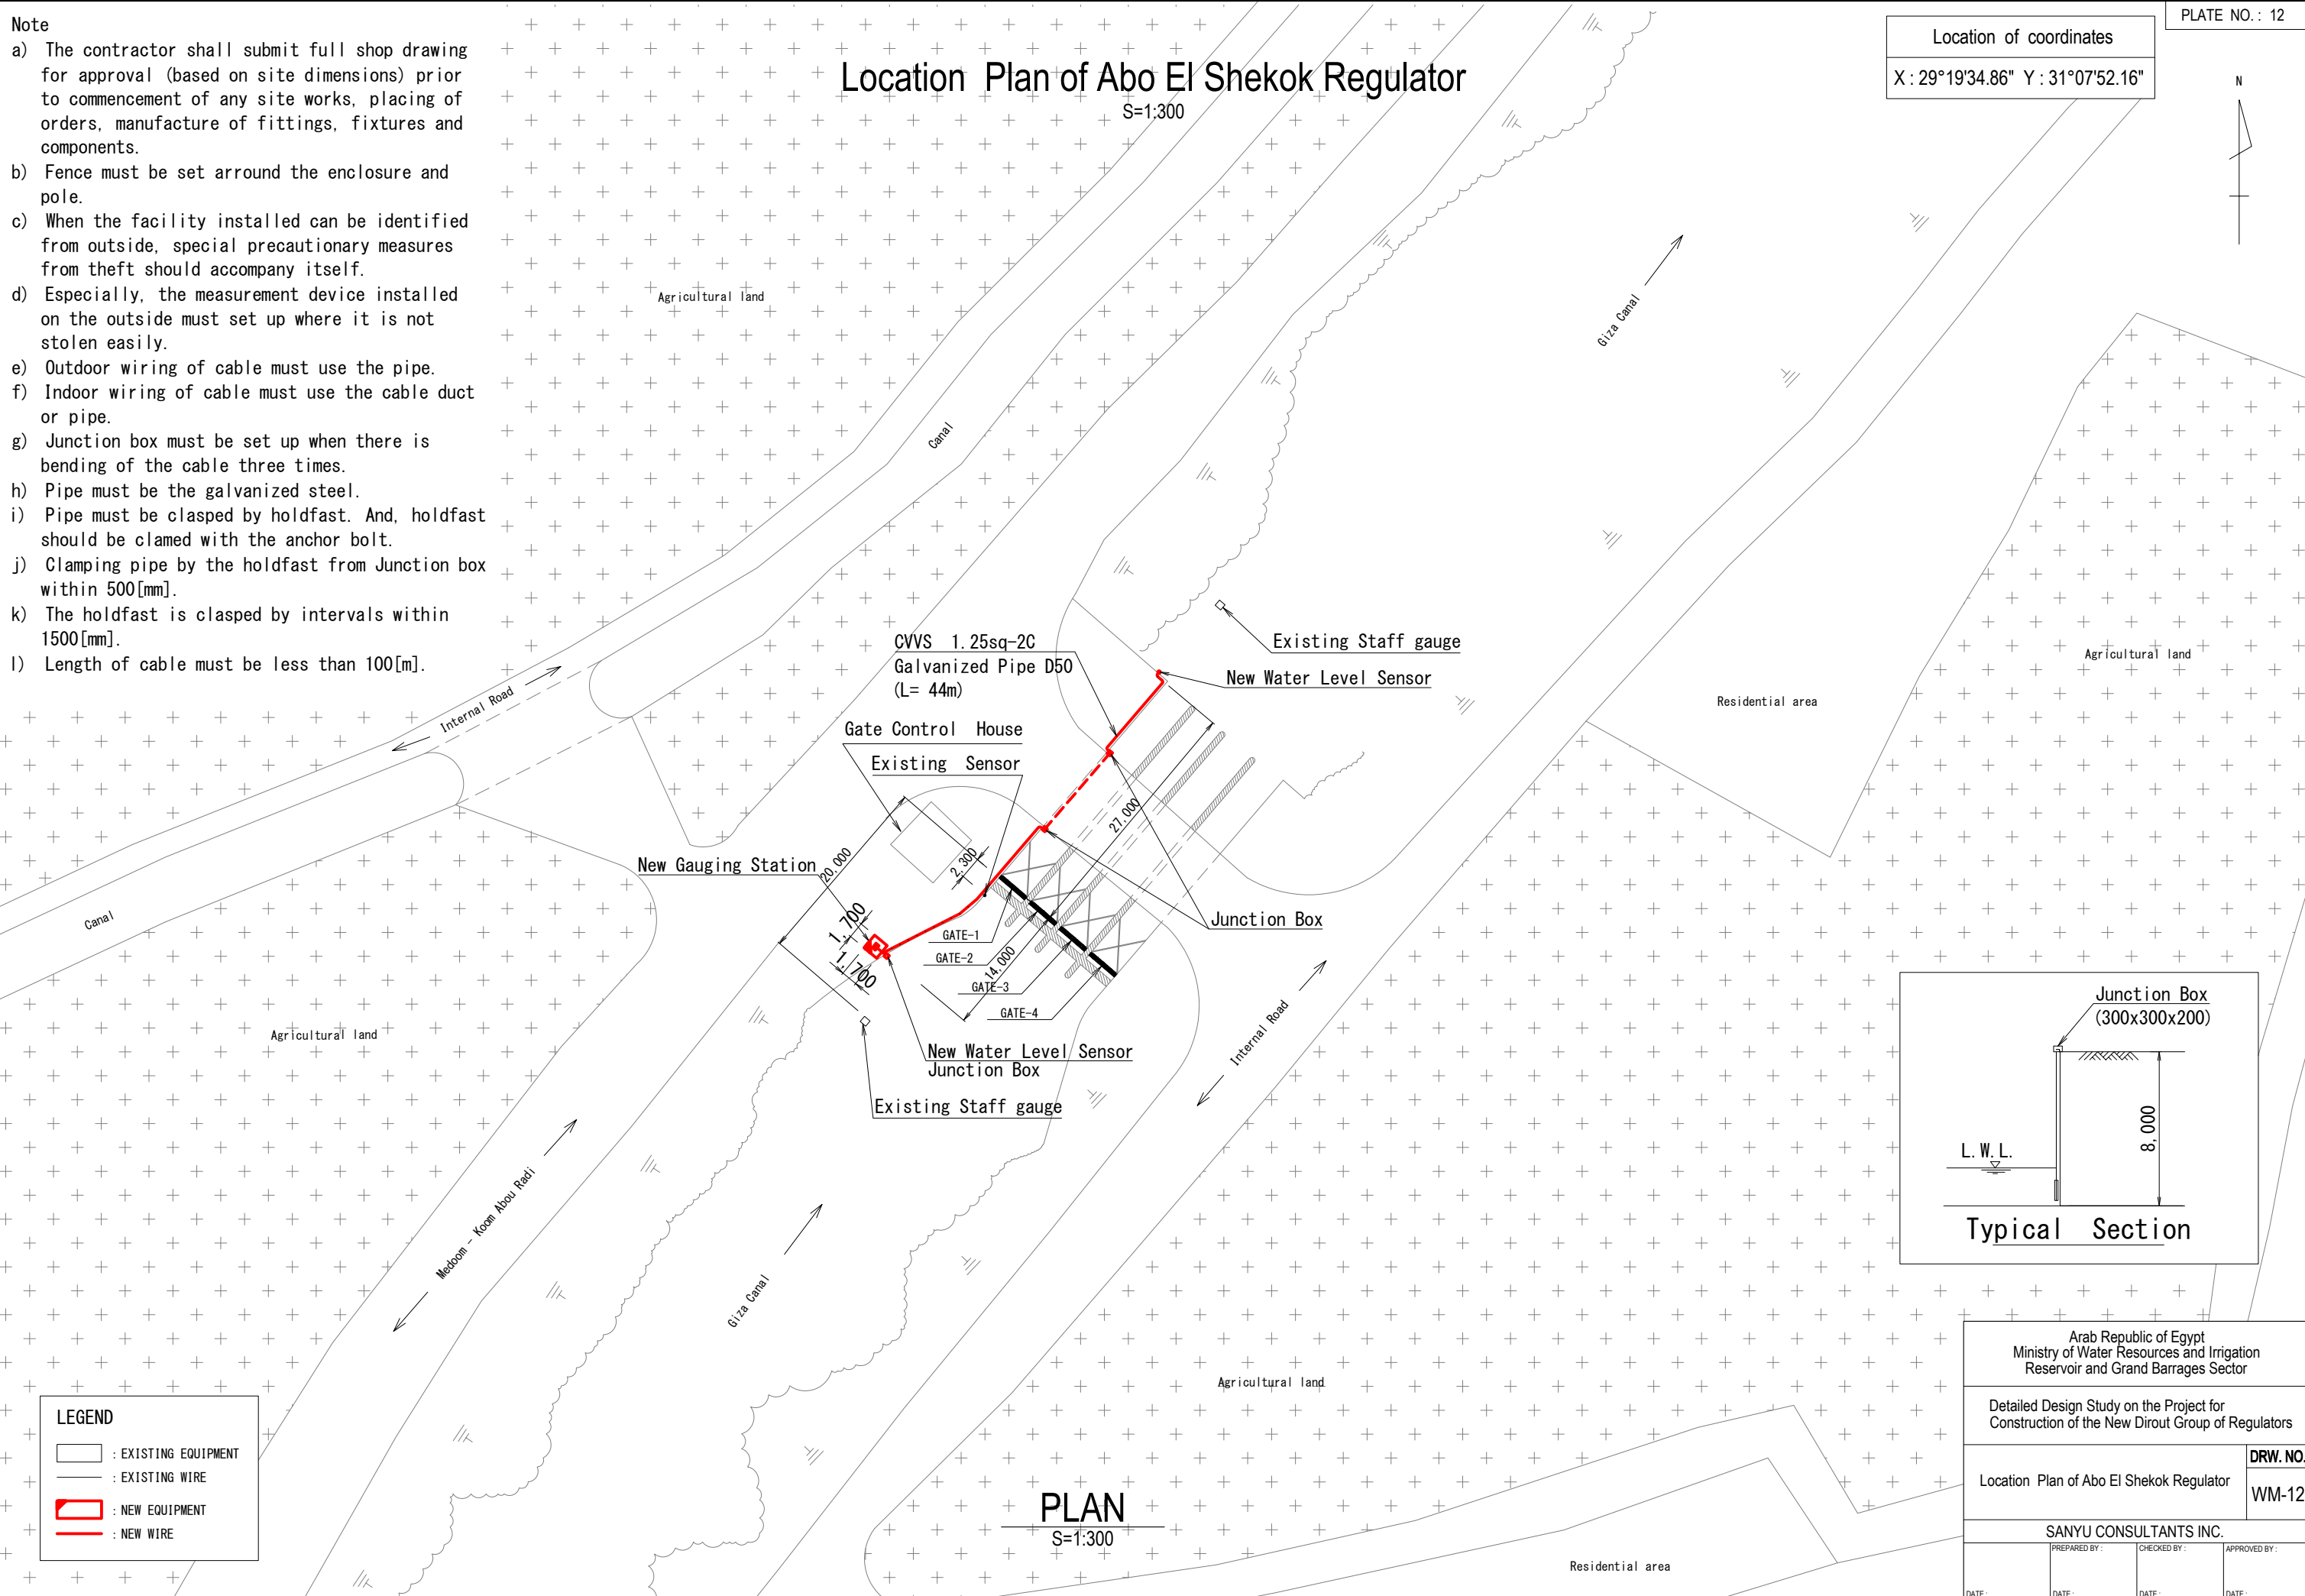 Note
a) The contractor shall submit full shop drawing
for approval (based on site dimensions) prior
to commencement of any site works, placing of
orders, manufacture of fittings, fixtures and
components.
b) Fence must be set arround the enclosure and
pole.
c) When the facility installed can be identified
from outside, special precautionary measures
from theft should accompany itself.
d) Especially, the measurement device installed
on the outside must set up where it is not
stolen easily.
e) Outdoor wiring of cable must use the pipe.
f) Indoor wiring of cable must use the cable duct
or pipe.
g) Junction box must be set up when there is
bending of the cable three times.
h) Pipe must be the galvanized steel.
i) Pipe must be clasped by holdfast. And, holdfast
should be clamed with the anchor bolt.
j) Clamping pipe by the holdfast from Junction box
within 500[mm].
k) The holdfast is clasped by intervals within
1500[mm].
l) Length of cable must be less than 100[m].
Location Plan of Abo El Shekok Regulator
S=1:300
PLATE NO.: 12
Location of coordinates
X : 29°19'34.86" Y : 31°07'52.16"
N
Agricultural land
Canal
Giza Canal
Internal Road
CVVS 1.25sq-2C
Galvanized Pipe D50
(L= 44m)
Existing Staff gauge
New Water Level Sensor
Agricultural land
Residential area
Gate Control House
Existing Sensor
New Gauging Station
20.000
2.300
27.000
1,700
1,700
14.000
GATE-1
GATE-2
GATE-3
GATE-4
Junction Box
Canal
Agricultural land
New Water Level Sensor
Junction Box
Existing Staff gauge
Internal Road
Medoom - Koom Abou Radi
Giza Canal
Junction Box
(300x300x200)
L.W.L.
8,000
Typical Section
Agricultural land
LEGEND
: EXISTING EQUIPMENT
: EXISTING WIRE
: NEW EQUIPMENT
: NEW WIRE
PLAN
S=1:300
Residential area
Arab Republic of Egypt
Ministry of Water Resources and Irrigation
Reservoir and Grand Barrages Sector
Detailed Design Study on the Project for
Construction of the New Dirout Group of Regulators
Location Plan of Abo El Shekok Regulator
DRW. NO.
WM-12
SANYU CONSULTANTS INC.
PREPARED BY :
CHECKED BY :
APPROVED BY :
DATE :
DATE :
DATE :
DATE :